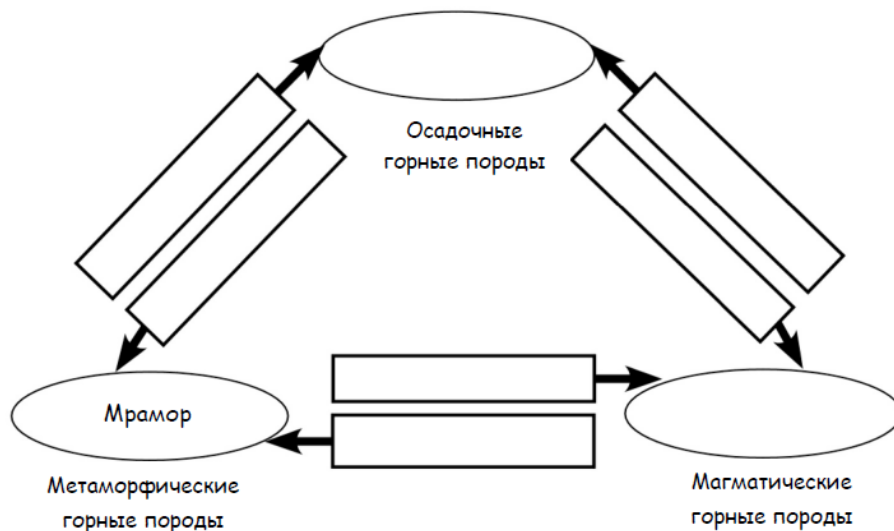 Осадочные
горные породы
Мрамор
Метаморфические
горные породы
Магматические
горные породы